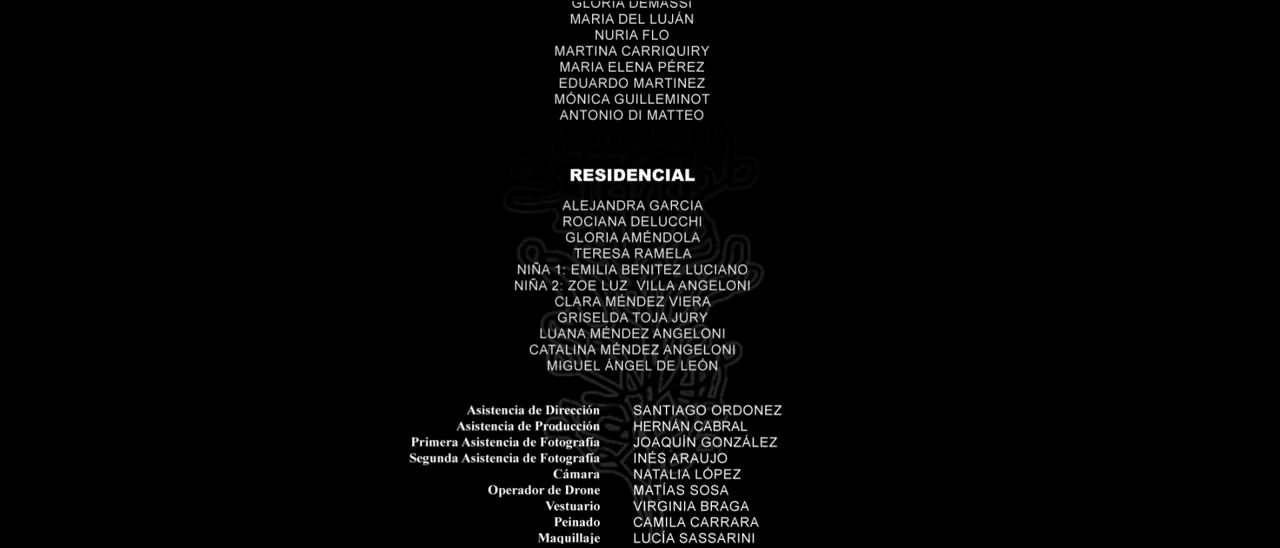 GLORIA DEMASSI
MARIA DEL LUJÁN
NURIA FLO
MARTINA CARRIQUIRY
MARIA ELENA PÉREZ
EDUARDO MARTINEZ
MÓNICA GUILLEMINOT
ANTONIO DI MATTEO
RESIDENCIAL
ALEJANDRA GARCIA
ROCIANA DELUCCHI
GLORIA AMÉNDOLA
TERESA RAMELA
NIÑA 1: EMILIA BENITEZ LUCIANO
NIÑA 2: ZOE LUZ  VILLA ANGELONI
CLARA MÉNDEZ VIERA
GRISELDA TOJA JURY
LUANA MÉNDEZ ANGELONI
CATALINA MÉNDEZ ANGELONI
MIGUEL ÁNGEL DE LEÓN
Asistencia de Dirección SANTIAGO ORDONEZ
Asistencia de Producción HERNÁN CABRAL
Primera Asistencia de Fotografía JOAQUÍN GONZÁLEZ
Segunda Asistencia de Fotografía INÉS ARAUJO
Cámara NATALIA LÓPEZ
Operador de Drone MATÍAS SOSA
Vestuario VIRGINIA BRAGA
Peinado CAMILA CARRARA
Maquillaje LUCÍA SASSARINI